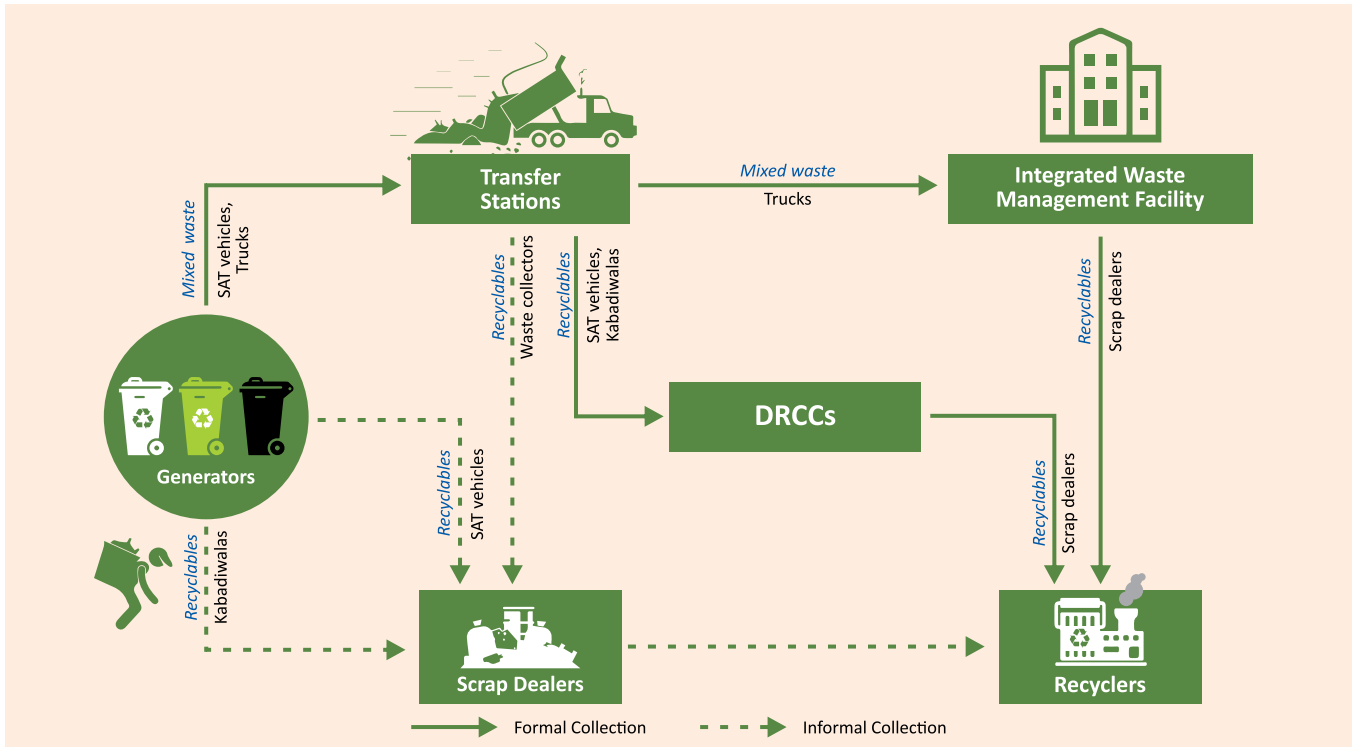 Transfer
Stations
Mixed waste
Trucks
Integrated Waste
Management Facility
Mixed waste
SAT vehicles,
Trucks
Recyclables
Waste collectors
Recyclables
SAT vehicles,
Kabadiwalas
Recyclables
Scrap dealers
Generators
DRCCs
Recyclables
SAT vehicles
Recyclables
Scrap dealers
Recyclables
Kabadiwalas
Scrap Dealers
Recyclers
Formal Collection
Informal Collection